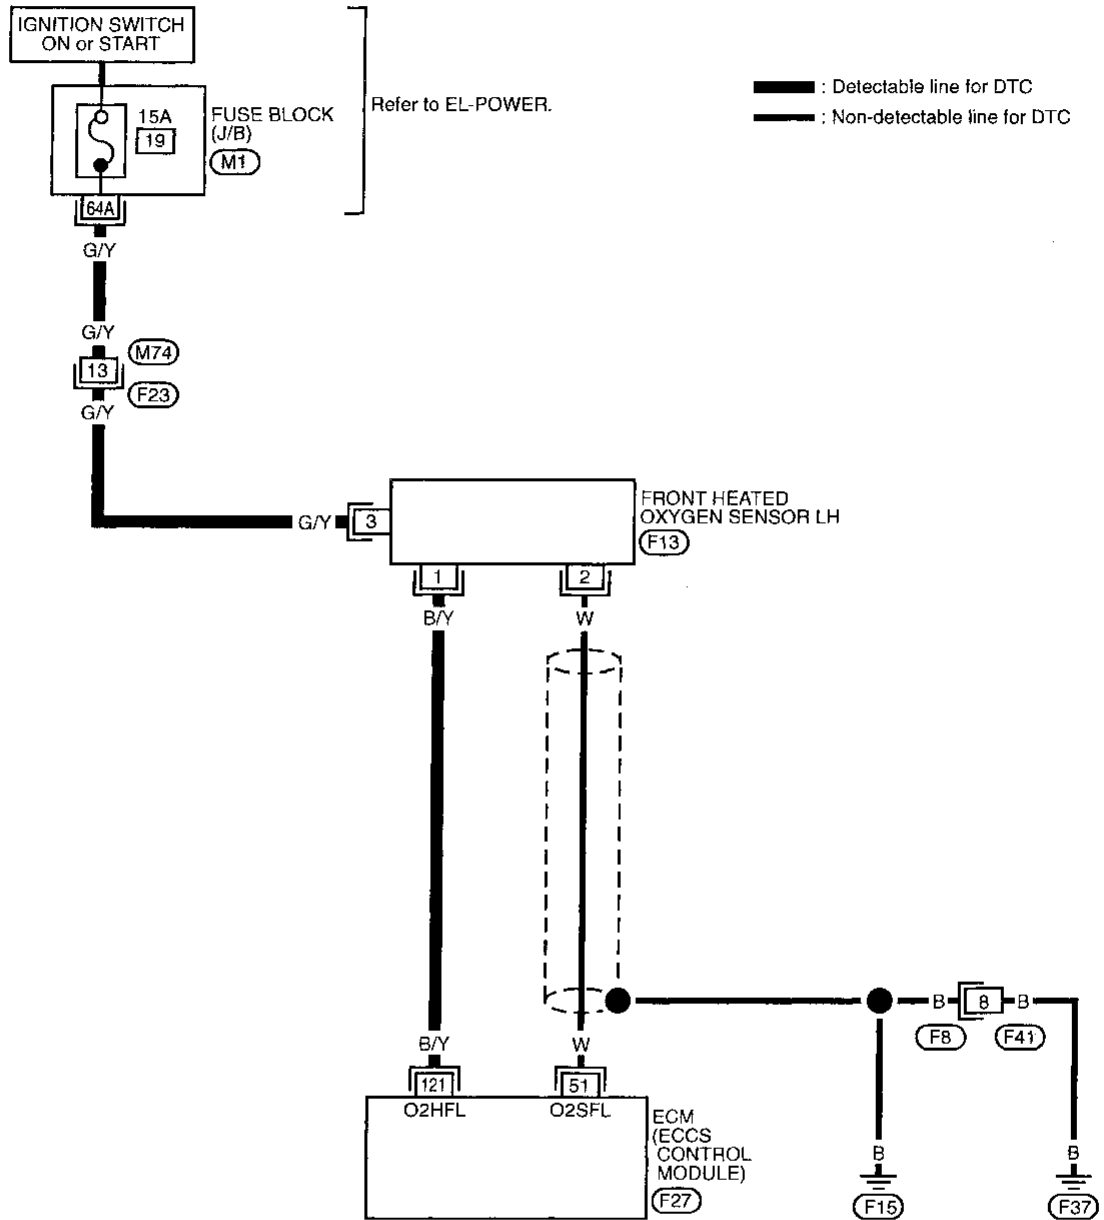 IGNITION SWITCH
ON or START
15A
19
FUSE BLOCK
(J/B)
M1
Refer to EL-POWER.
: Detectable line for DTC
: Non-detectable line for DTC
64A
G/Y
G/Y
M74
13
F23
G/Y
G/Y
3
FRONT HEATED
OXYGEN SENSOR LH
F13
1
2
B/Y
W
B
8
B
F8
F41
B/Y
W
121
51
O2HFL
O2SFL
ECM
(ECCS
CONTROL
MODULE)
F27
B
B
F15
F37